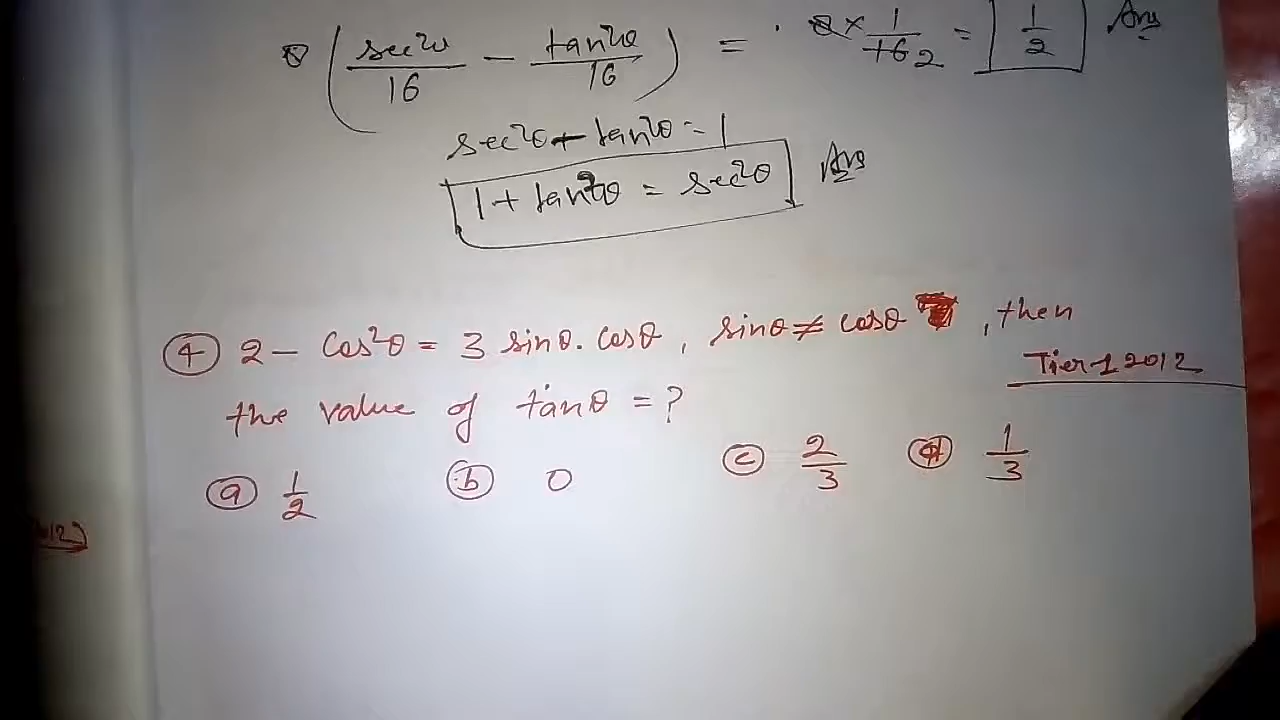 8 ( sec²θ/16 − tan²θ/16 ) = 8 × 1/16 2 = 1/2 Ans
sec²θ − tan²θ = 1
1 + tan²θ = sec²θ Ans
④ 2 − cos²θ = 3 sinθ. cosθ, sinθ ≠ cosθ , then
Tier-1 2012
the value of tanθ = ?
ⓐ 1/2 ⓑ 0 ⓒ 2/3 ⓓ 1/3